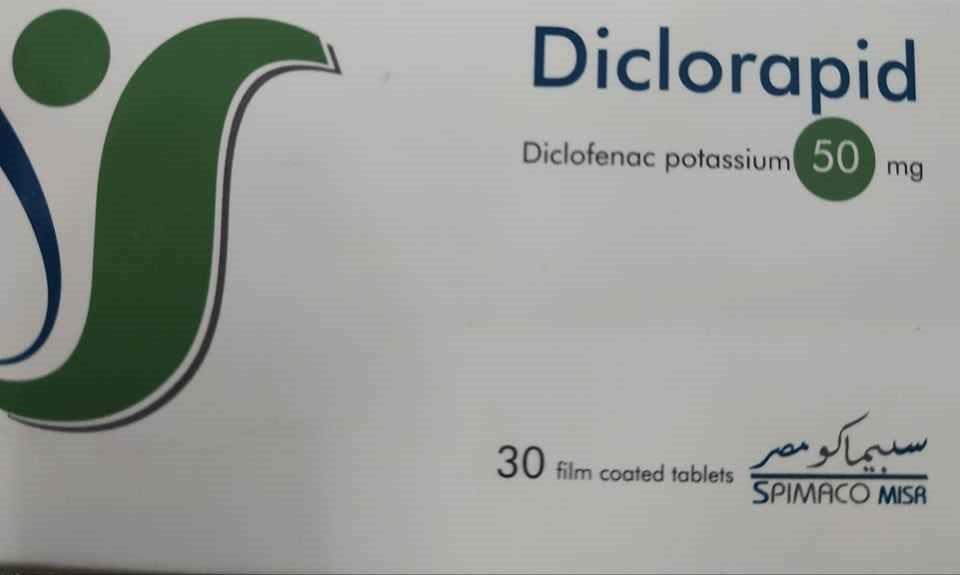 Diclorapid
Diclofenac potassium 50 mg
30 film coated tablets
سبيماكو مصر
SPIMACO MISR